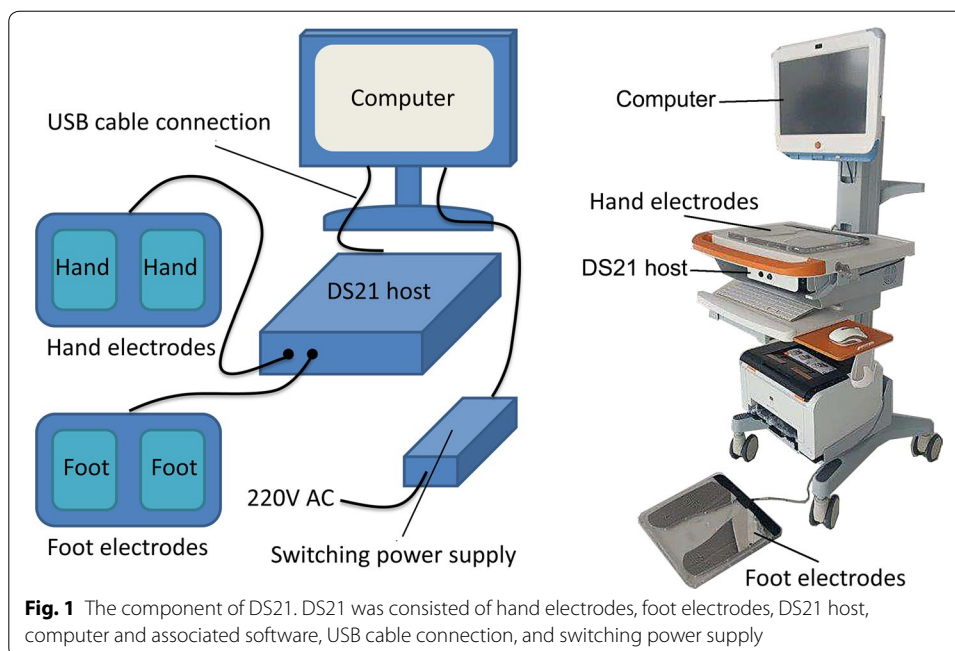 Computer
USB cable connection
Hand Hand
DS21 host
Hand electrodes
Foot Foot
220V AC
Foot electrodes
Switching power supply
Computer
Hand electrodes
DS21 host
Foot electrodes
Fig. 1 The component of DS21. DS21 was consisted of hand electrodes, foot electrodes, DS21 host,
computer and associated software, USB cable connection, and switching power supply